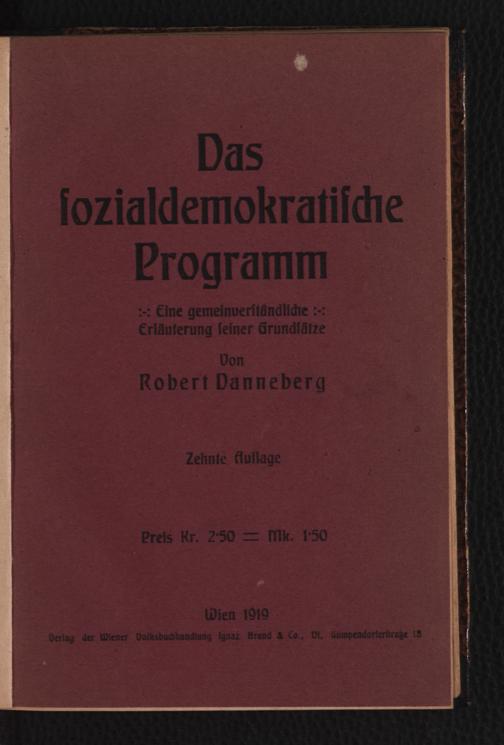 Das
sozialdemokratische
Programm
:-: Eine gemeinverständliche :-:
Erläuterung seiner Grundsätze
Von
Robert Danneberg
Zehnte Auflage
Preis Kr. 2·50 = Mk. 1·50
Wien 1919
Verlag der Wiener Volksbuchhandlung Ignaz Brand & Co., VI. Gumpendorferstraße 18